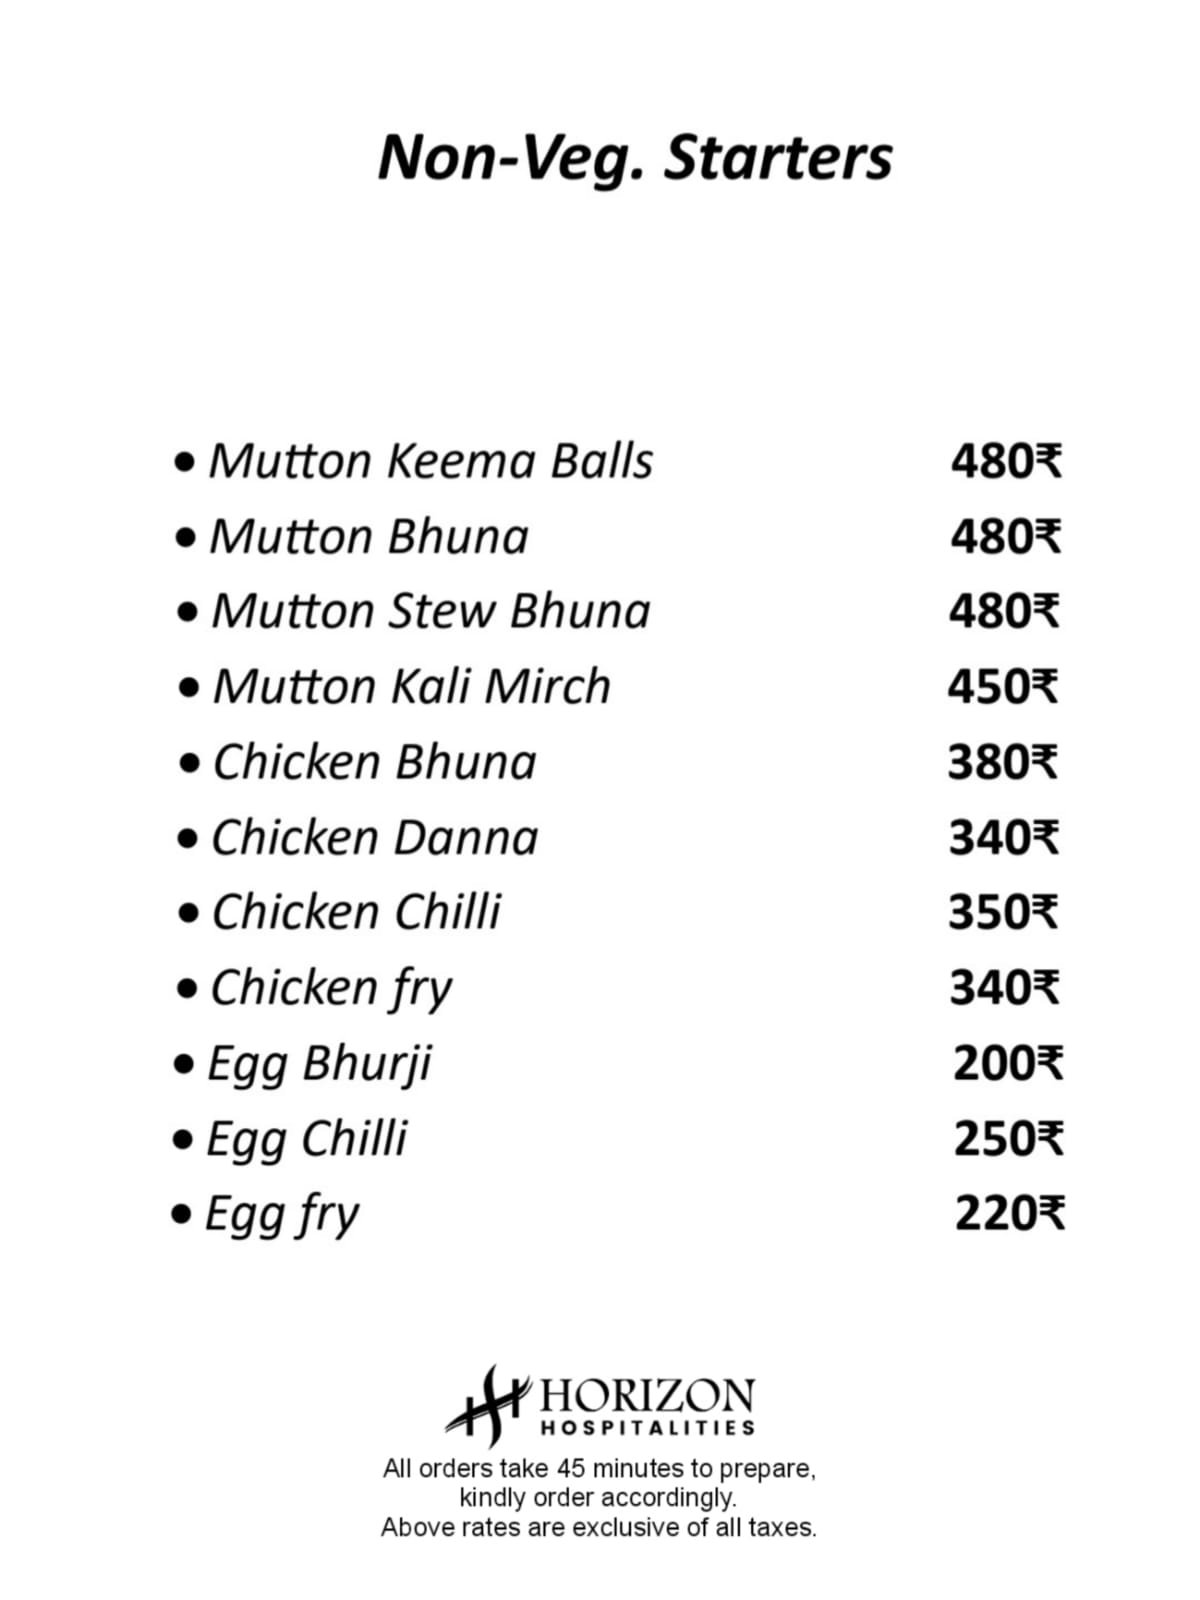 Non-Veg. Starters
• Mutton Keema Balls 480₹
• Mutton Bhuna 480₹
• Mutton Stew Bhuna 480₹
• Mutton Kali Mirch 450₹
• Chicken Bhuna 380₹
• Chicken Danna 340₹
• Chicken Chilli 350₹
• Chicken fry 340₹
• Egg Bhurji 200₹
• Egg Chilli 250₹
• Egg fry 220₹
HORIZON
HOSPITALITIES
All orders take 45 minutes to prepare,
kindly order accordingly.
Above rates are exclusive of all taxes.